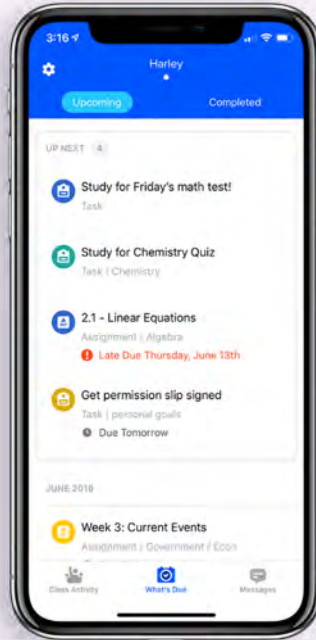 3:16
Harley
Upcoming
Completed
UP NEXT 4
Study for Friday's math test!
Task
Study for Chemistry Quiz
Task | Chemistry
2.1 - Linear Equations
Assignment | Algebra
Late Due Thursday, June 13th
Get permission slip signed
Task | personal goals
Due Tomorrow
JUNE 2019
Week 3: Current Events
Assignment | Government / Econ
Class Activity
What's Due
Messages